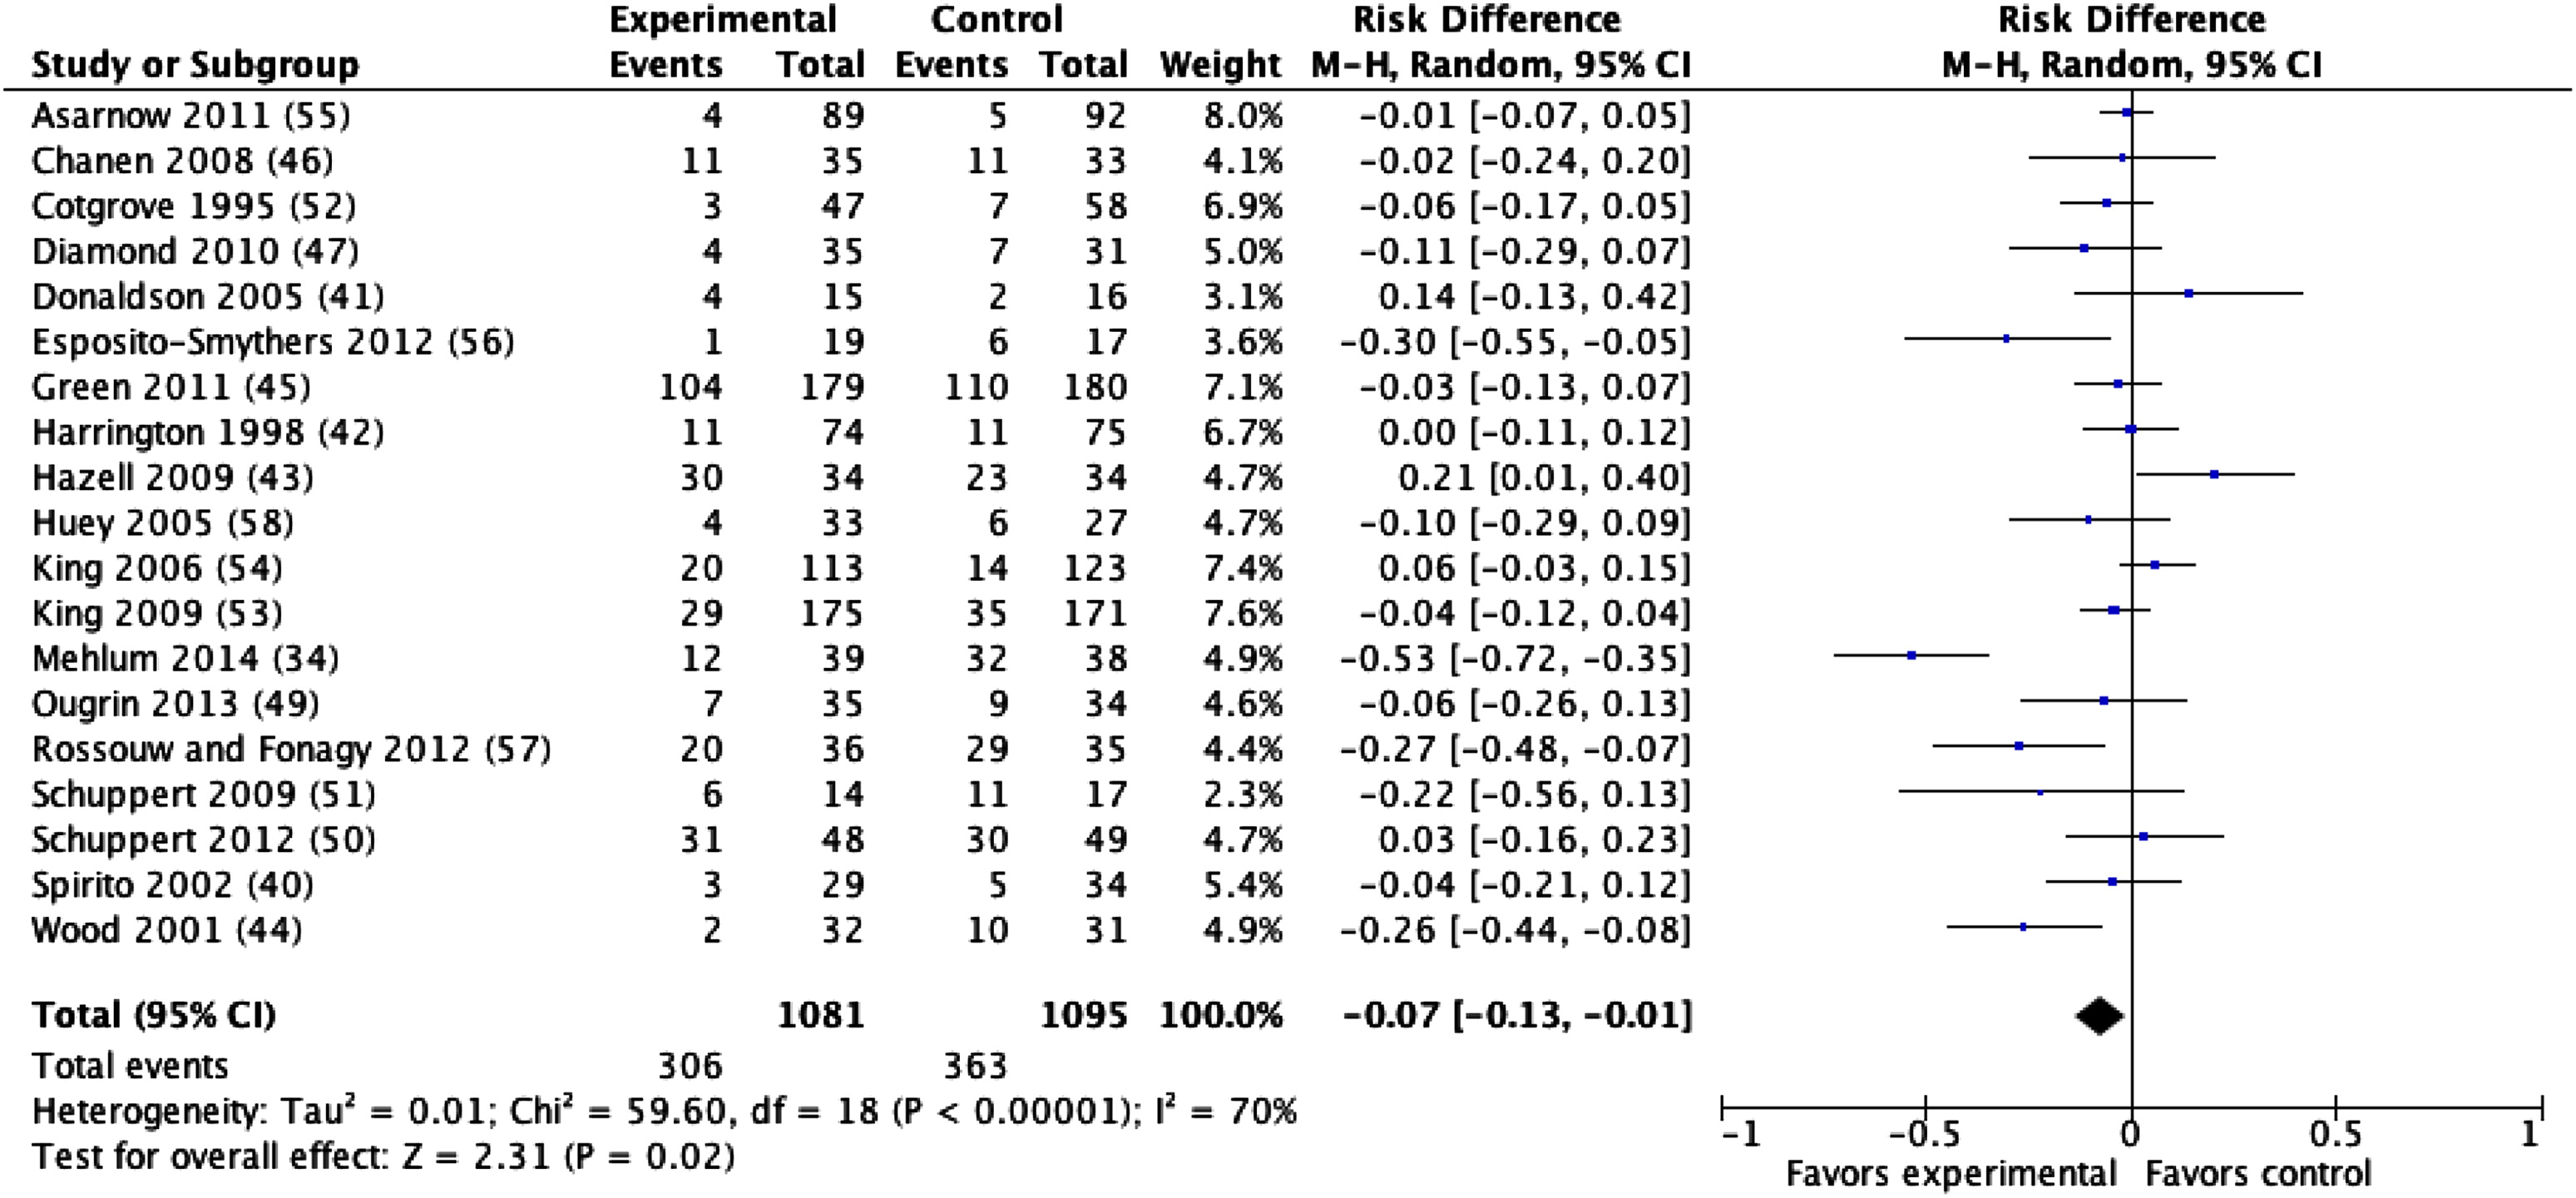 Experimental Control Risk Difference Risk Difference
Study or Subgroup Events Total Events Total Weight M-H, Random, 95% CI M-H, Random, 95% CI
Asarnow 2011 (55) 4 89 5 92 8.0% -0.01 [-0.07, 0.05]
Chanen 2008 (46) 11 35 11 33 4.1% -0.02 [-0.24, 0.20]
Cotgrove 1995 (52) 3 47 7 58 6.9% -0.06 [-0.17, 0.05]
Diamond 2010 (47) 4 35 7 31 5.0% -0.11 [-0.29, 0.07]
Donaldson 2005 (41) 4 15 2 16 3.1% 0.14 [-0.13, 0.42]
Esposito-Smythers 2012 (56) 1 19 6 17 3.6% -0.30 [-0.55, -0.05]
Green 2011 (45) 104 179 110 180 7.1% -0.03 [-0.13, 0.07]
Harrington 1998 (42) 11 74 11 75 6.7% 0.00 [-0.11, 0.12]
Hazell 2009 (43) 30 34 23 34 4.7% 0.21 [0.01, 0.40]
Huey 2005 (58) 4 33 6 27 4.7% -0.10 [-0.29, 0.09]
King 2006 (54) 20 113 14 123 7.4% 0.06 [-0.03, 0.15]
King 2009 (53) 29 175 35 171 7.6% -0.04 [-0.12, 0.04]
Mehlum 2014 (34) 12 39 32 38 4.9% -0.53 [-0.72, -0.35]
Ougrin 2013 (49) 7 35 9 34 4.6% -0.06 [-0.26, 0.13]
Rossouw and Fonagy 2012 (57) 20 36 29 35 4.4% -0.27 [-0.48, -0.07]
Schuppert 2009 (51) 6 14 11 17 2.3% -0.22 [-0.56, 0.13]
Schuppert 2012 (50) 31 48 30 49 4.7% 0.03 [-0.16, 0.23]
Spirito 2002 (40) 3 29 5 34 5.4% -0.04 [-0.21, 0.12]
Wood 2001 (44) 2 32 10 31 4.9% -0.26 [-0.44, -0.08]
Total (95% CI) 1081 1095 100.0% -0.07 [-0.13, -0.01]
Total events 306 363
Heterogeneity: Tau² = 0.01; Chi² = 59.60, df = 18 (P < 0.00001); I² = 70%
Test for overall effect: Z = 2.31 (P = 0.02)
-1 -0.5 0 0.5 1
Favors experimental Favors control